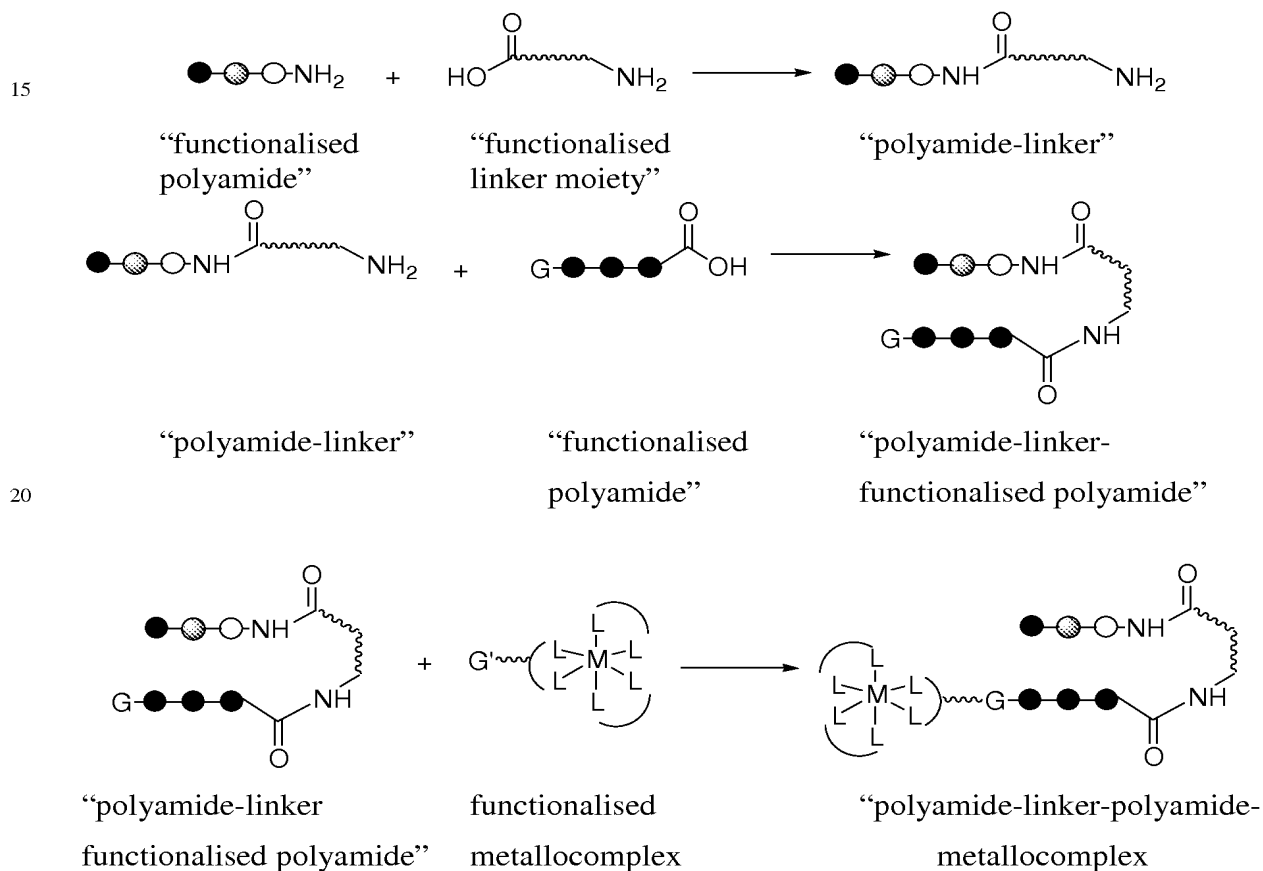 O
NH2 + HO NH2 NH O NH2
15
“functionalised polyamide” “functionalised linker moiety” “polyamide-linker”
O O O
NH NH2 + G OH NH
G NH
O
“polyamide-linker” “functionalised “polyamide-linker-
polyamide” functionalised polyamide”
20
O O
NH L NH
+ G' L L M L L L
G NH L L M L L L G NH
O O
“polyamide-linker functionalised “polyamide-linker-polyamide-
functionalised polyamide” metallocomplex metallocomplex